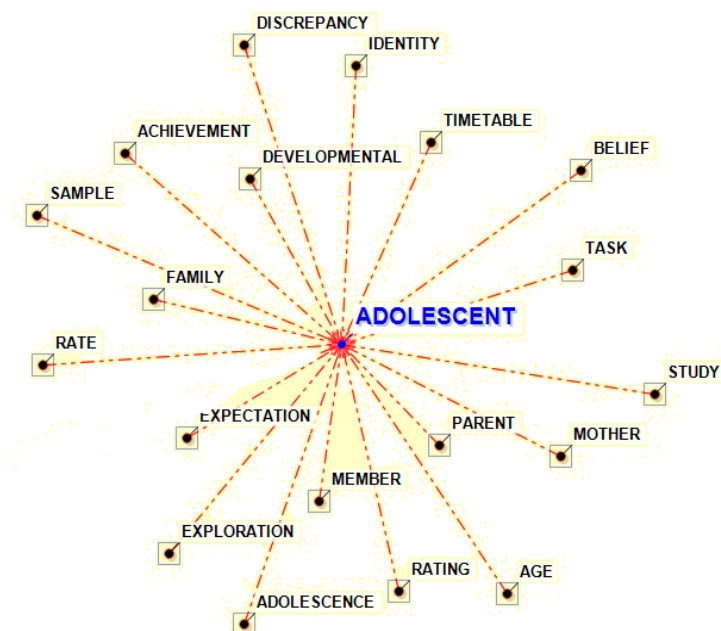 DISCREPANCY
IDENTITY
TIMETABLE
ACHIEVEMENT
DEVELOPMENTAL
BELIEF
SAMPLE
TASK
FAMILY
ADOLESCENT
RATE
STUDY
EXPECTATION
PARENT
MOTHER
MEMBER
EXPLORATION
RATING
AGE
ADOLESCENCE